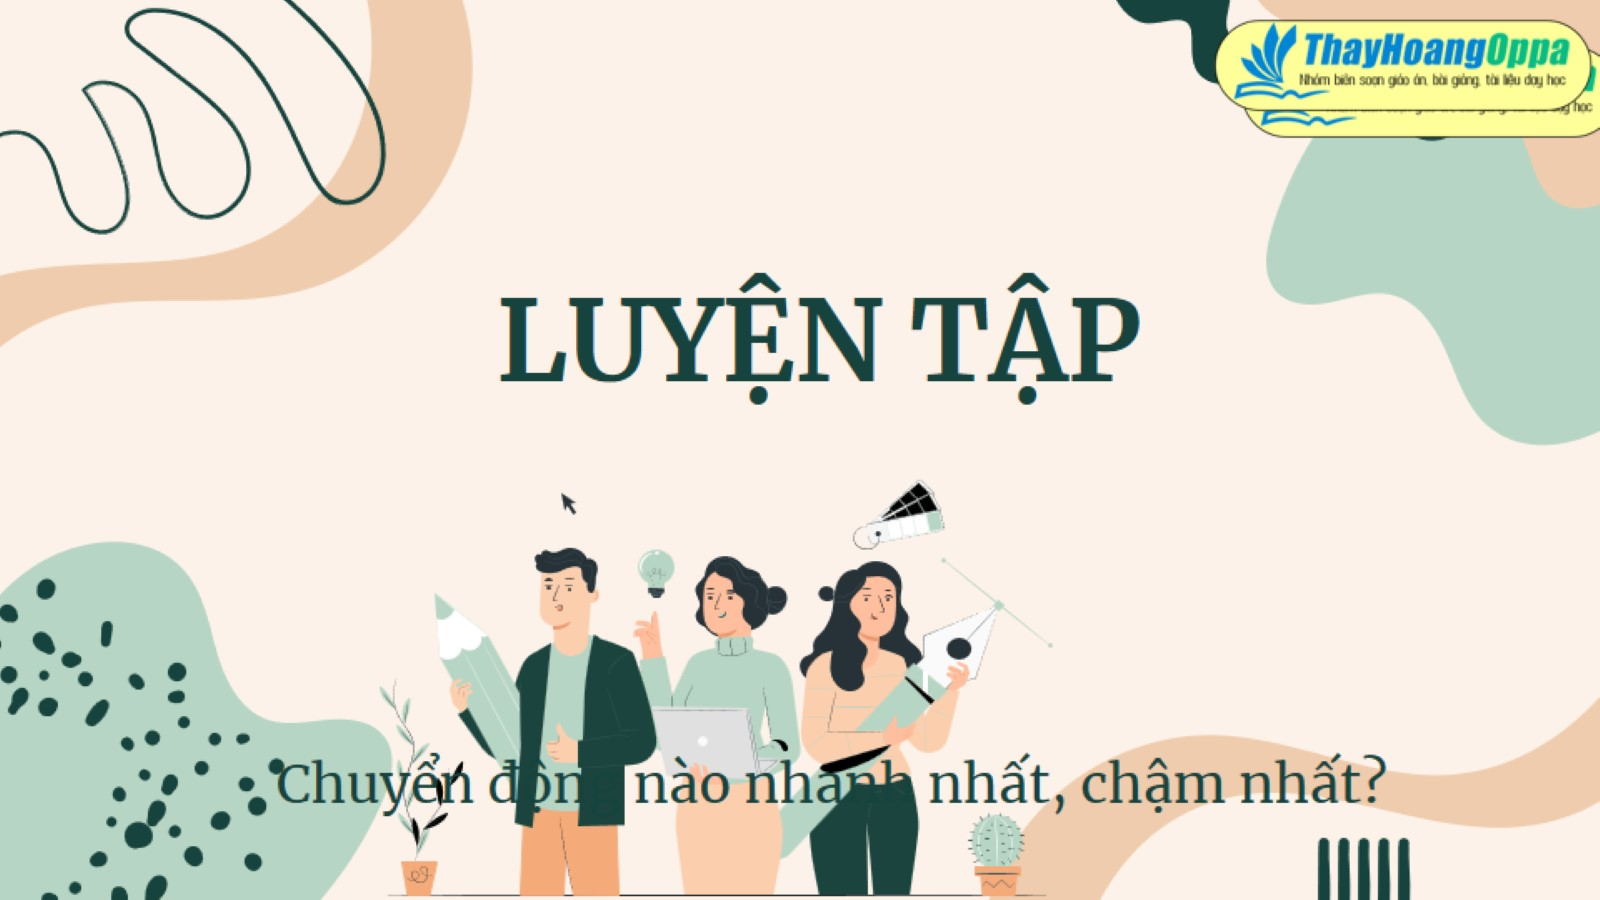 ThayHoangOppa
Nhóm biên soạn giáo án, bài giảng, tài liệu dạy học
học
LUYỆN TẬP
Chuyển động nào nhanh nhất, chậm nhất?